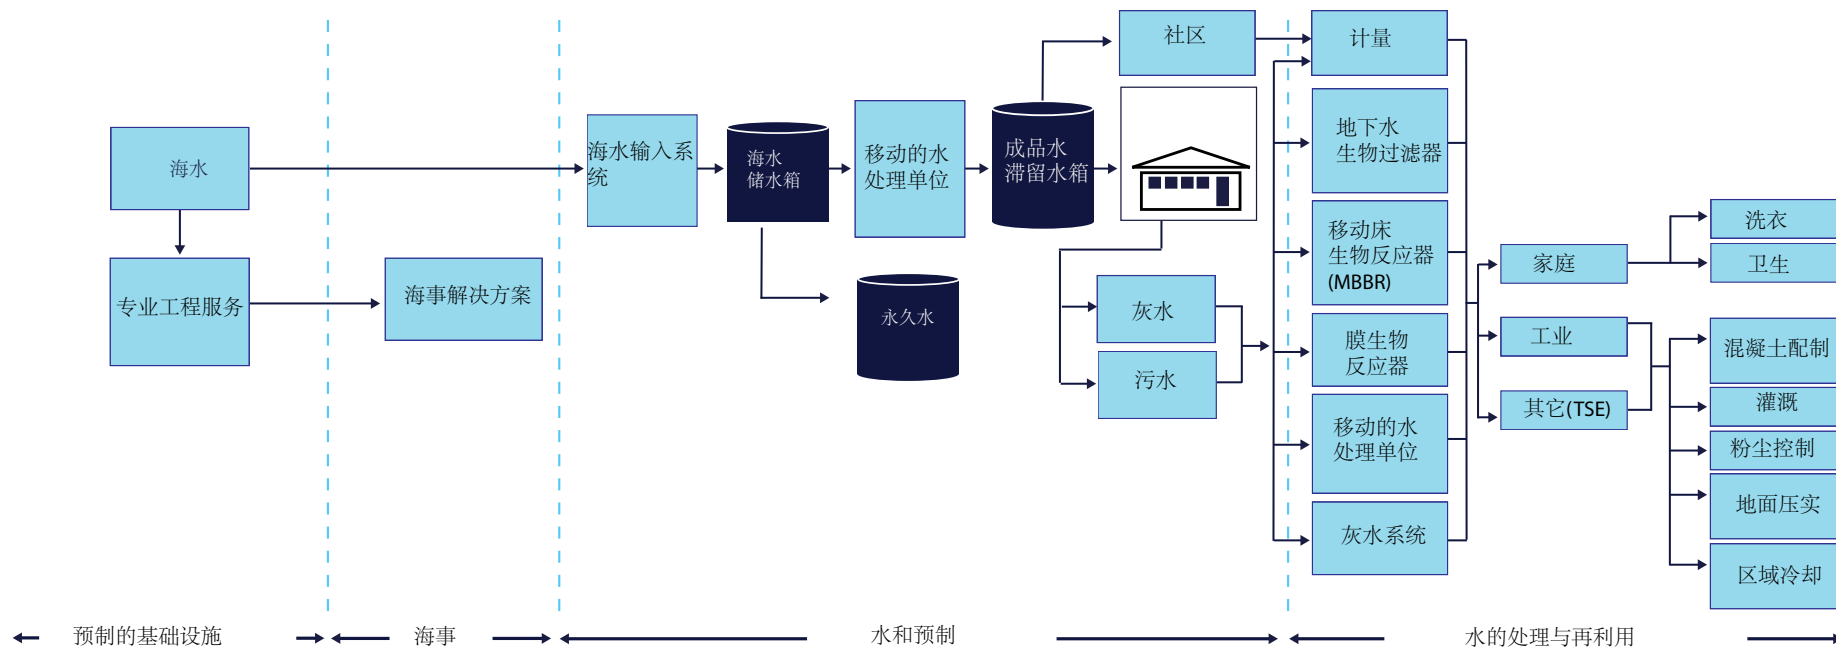 海水
专业工程服务
海事解决方案
海水输入系
统
海水
储水箱
永久水
移动的水
处理单位
成品水
滞留水箱
社区
灰水
污水
计量
地下水
生物过滤器
移动床
生物反应器
(MBBR)
膜生物
反应器
移动的水
处理单位
灰水系统
家庭
工业
其它(TSE)
洗衣
卫生
混凝土配制
灌溉
粉尘控制
地面压实
区域冷却
预制的基础设施
海事
水和预制
水的处理与再利用